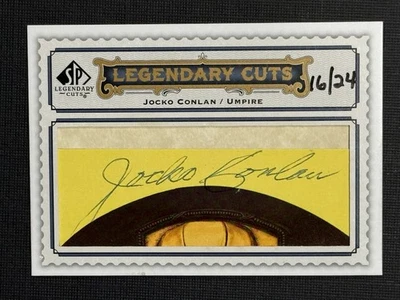 SP
LEGENDARY
CUTS
LEGENDARY CUTS
16/24
JOCKO CONLAN / UMPIRE
Jocko Conlan